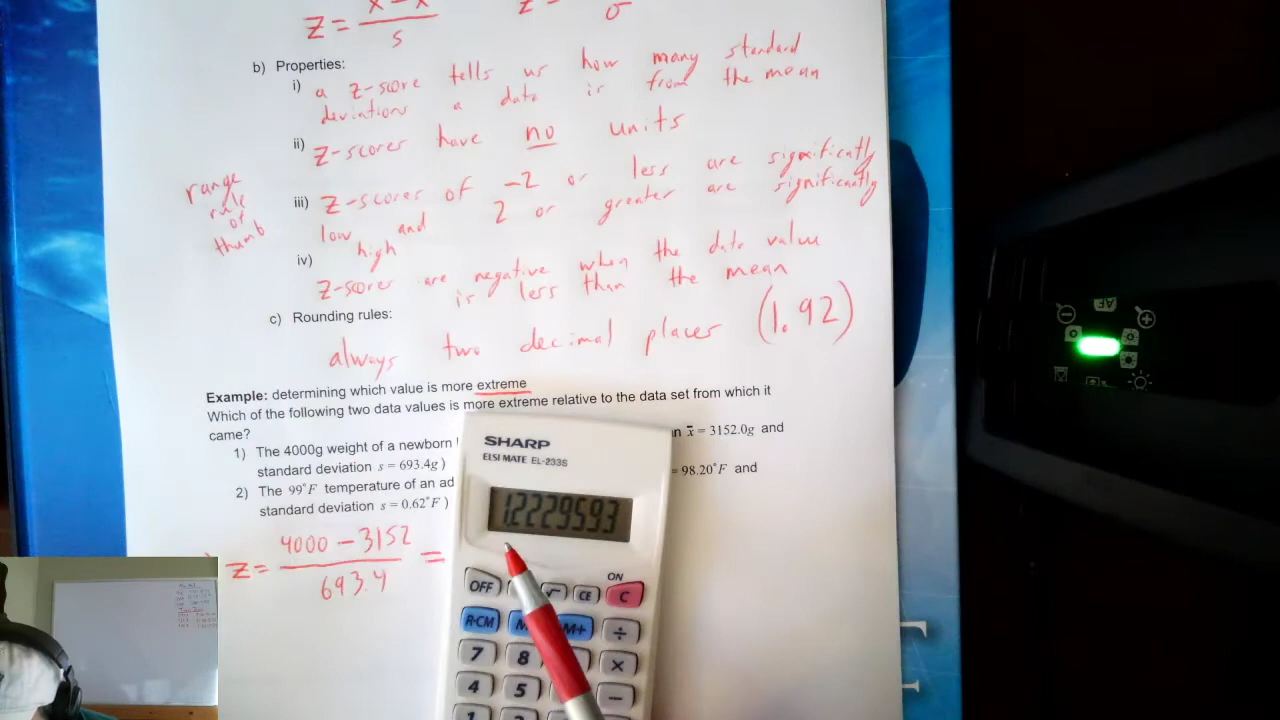 z = x - x / s z = σ
b) Properties:
i) a z-score tells us how many standard
deviations a data is from the mean
ii) z-scores have no units
iii) z-scores of -2 or less are significantly
low and 2 or greater are significantly
high
range
rule
of
thumb
iv) z-scores are negative when the data value
is less than the mean
c) Rounding rules:
always two decimal places (1.92)
Example: determining which value is more extreme
Which of the following two data values is more extreme relative to the data set from which it
came?
1) The 4000g weight of a newborn n x̄ = 3152.0g and
standard deviation s = 693.4g )
2) The 99°F temperature of an ad = 98.20°F and
standard deviation s = 0.62°F )
z = 4000 - 3152 / 693.4 =
SHARP
ELSI MATE EL-233S
1.2229593
ON
OFF √ CE C
R·CM M+ ÷
7 8 ×
4 5 −
AF